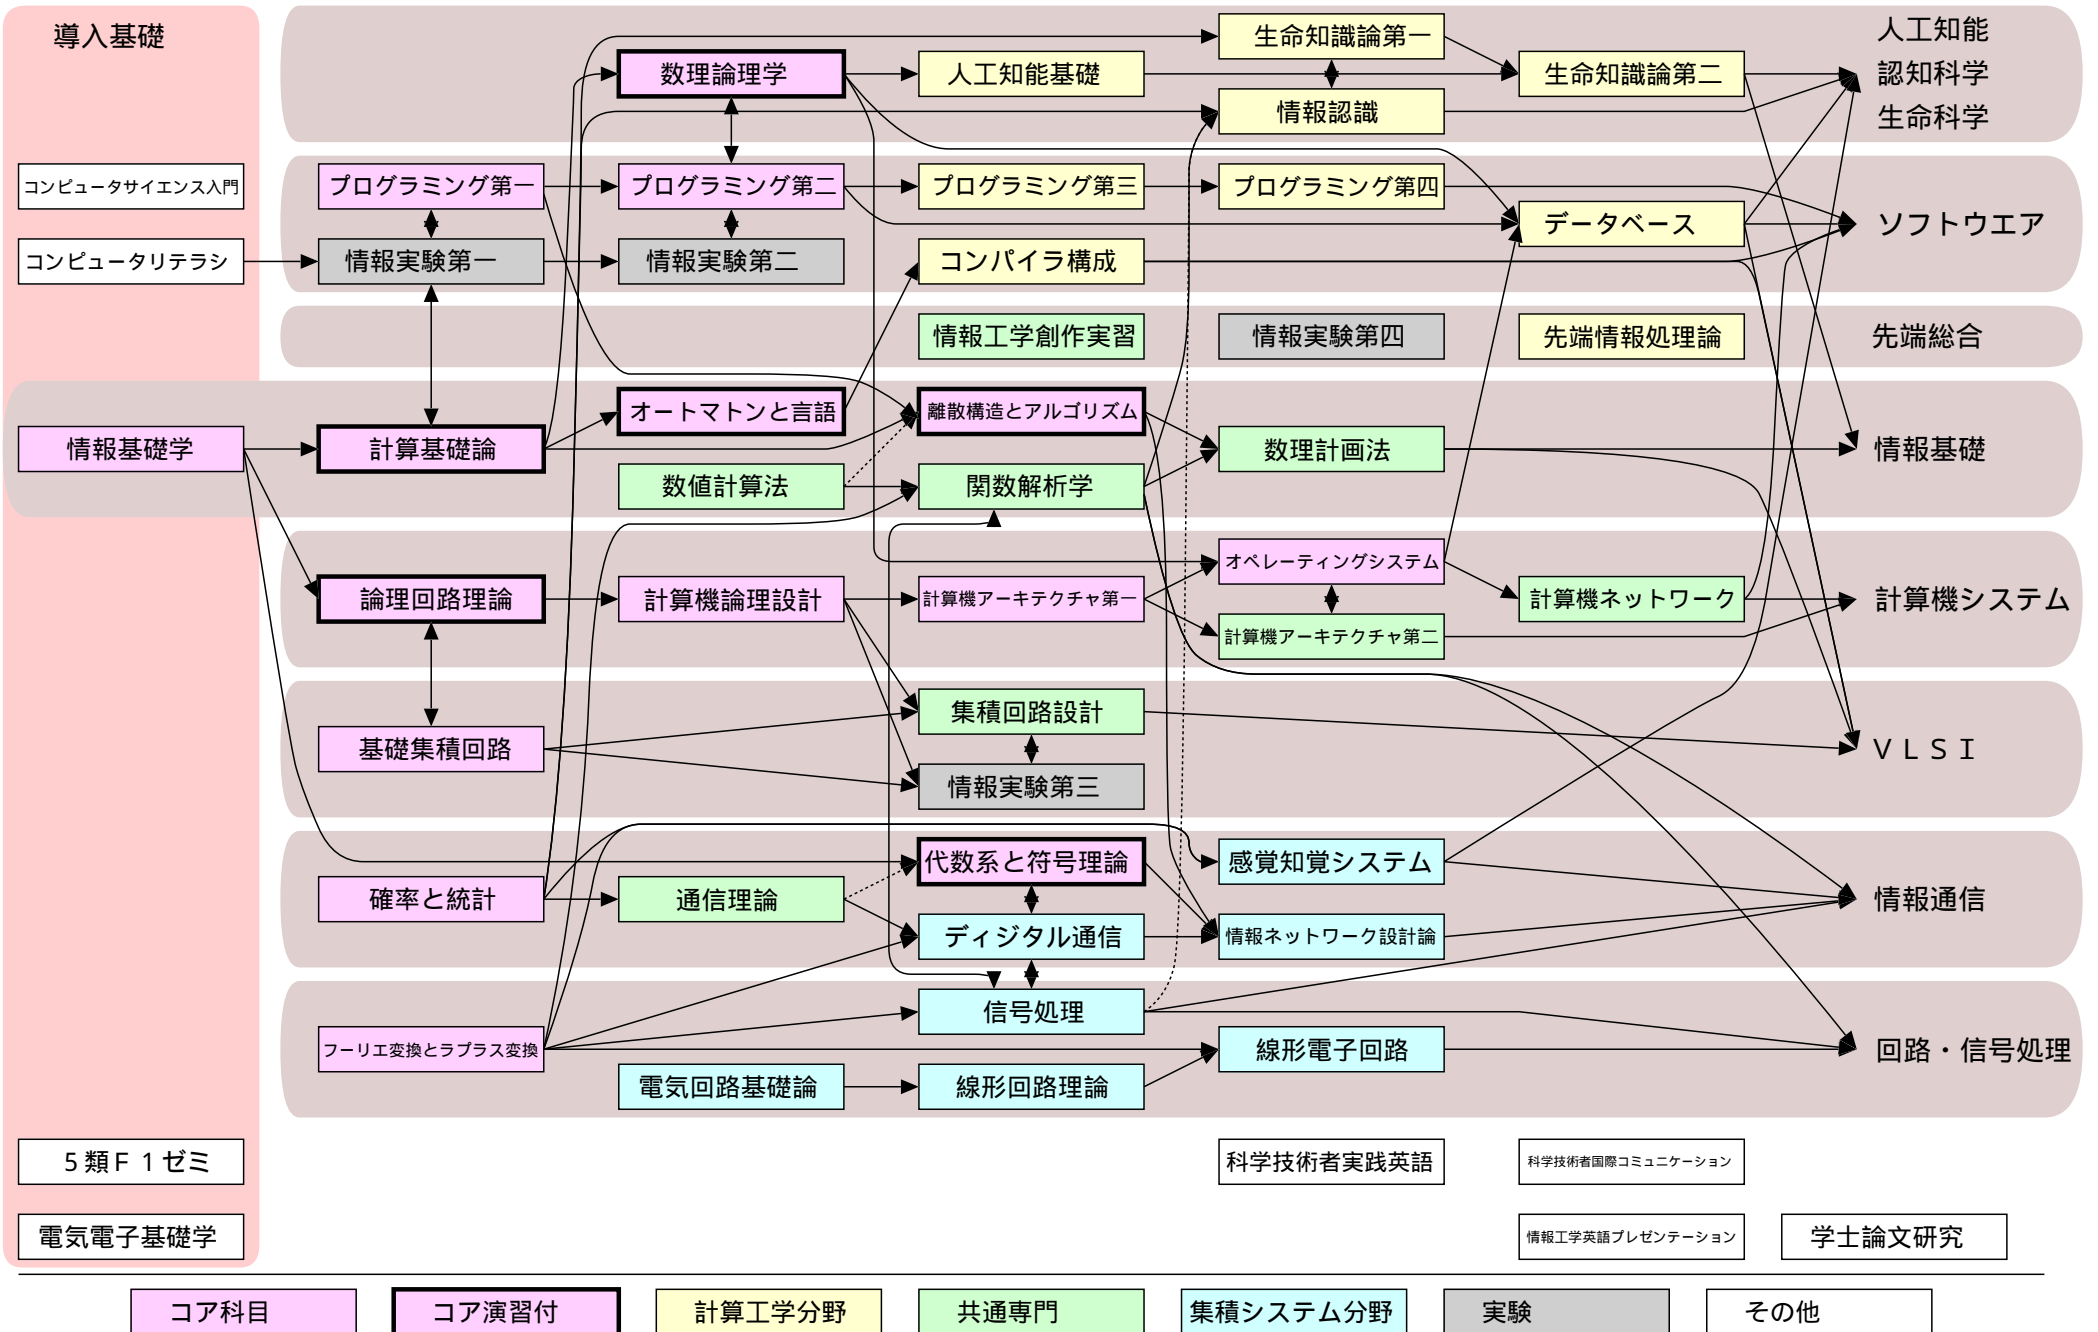 導入基礎
生命知識論第一
人工知能
数理論理学
人工知能基礎
生命知識論第二
認知科学
情報認識
生命科学
コンピュータサイエンス入門
プログラミング第一
プログラミング第二
プログラミング第三
プログラミング第四
データベース
ソフトウエア
コンピュータリテラシ
情報実験第一
情報実験第二
コンパイラ構成
情報工学創作実習
情報実験第四
先端情報処理論
先端総合
オートマトンと言語
離散構造とアルゴリズム
情報基礎学
計算基礎論
数理計画法
情報基礎
数値計算法
関数解析学
オペレーティングシステム
論理回路理論
計算機論理設計
計算機アーキテクチャ第一
計算機ネットワーク
計算機システム
計算機アーキテクチャ第二
集積回路設計
基礎集積回路
ＶＬＳＩ
情報実験第三
代数系と符号理論
感覚知覚システム
確率と統計
通信理論
情報通信
ディジタル通信
情報ネットワーク設計論
信号処理
フーリエ変換とラプラス変換
線形電子回路
回路・信号処理
電気回路基礎論
線形回路理論
５類Ｆ１ゼミ
科学技術者実践英語
科学技術者国際コミュニケーション
電気電子基礎学
情報工学英語プレゼンテーション
学士論文研究
コア科目
コア演習付
計算工学分野
共通専門
集積システム分野
実験
その他